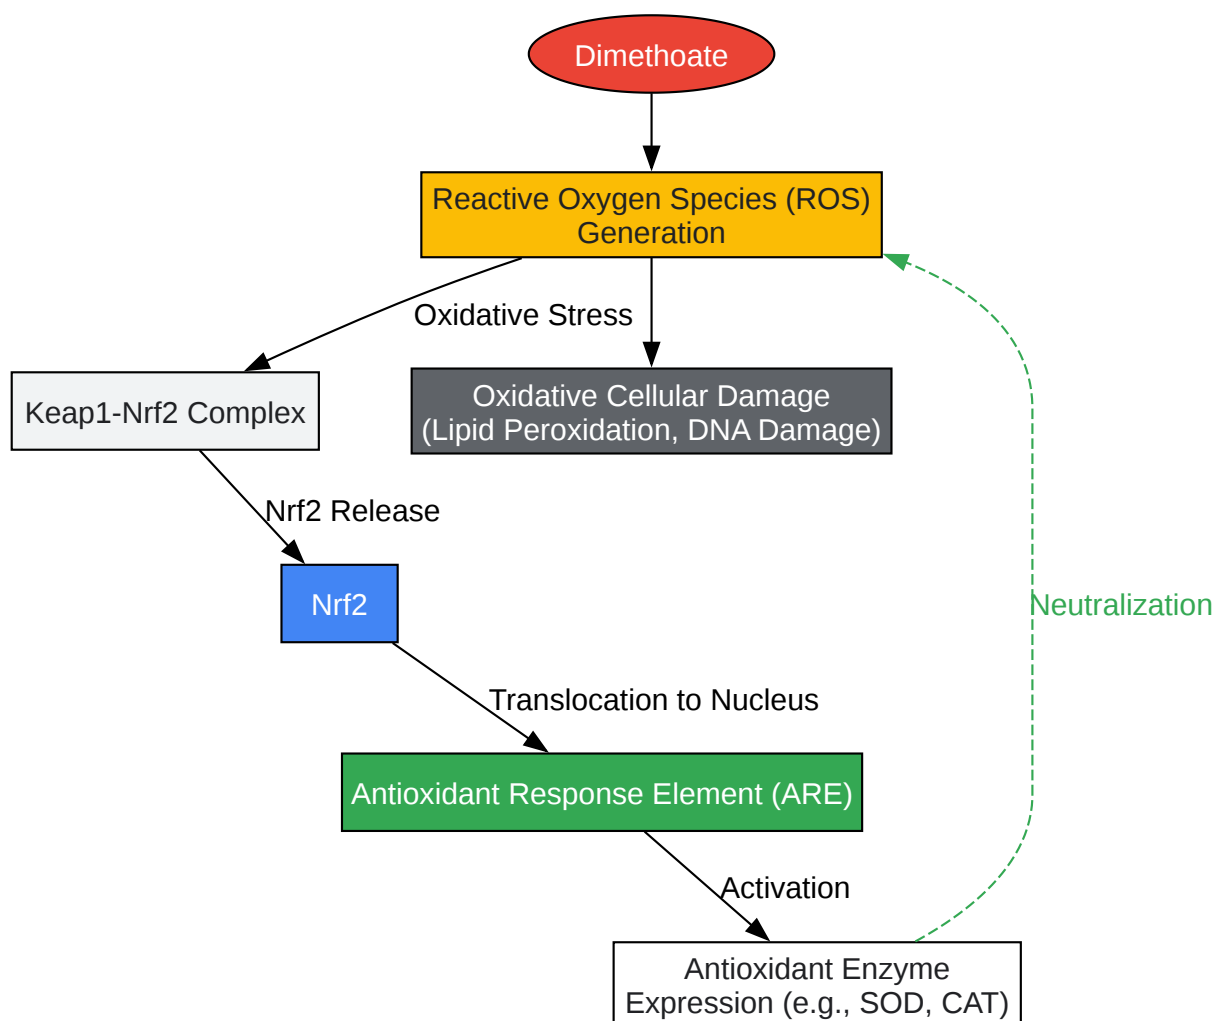 Dimethoate
Reactive Oxygen Species (ROS)
Generation
Oxidative Stress
Keap1-Nrf2 Complex
Oxidative Cellular Damage
(Lipid Peroxidation, DNA Damage)
Nrf2 Release
Nrf2
Neutralization
Translocation to Nucleus
Antioxidant Response Element (ARE)
Activation
Antioxidant Enzyme
Expression (e.g., SOD, CAT)